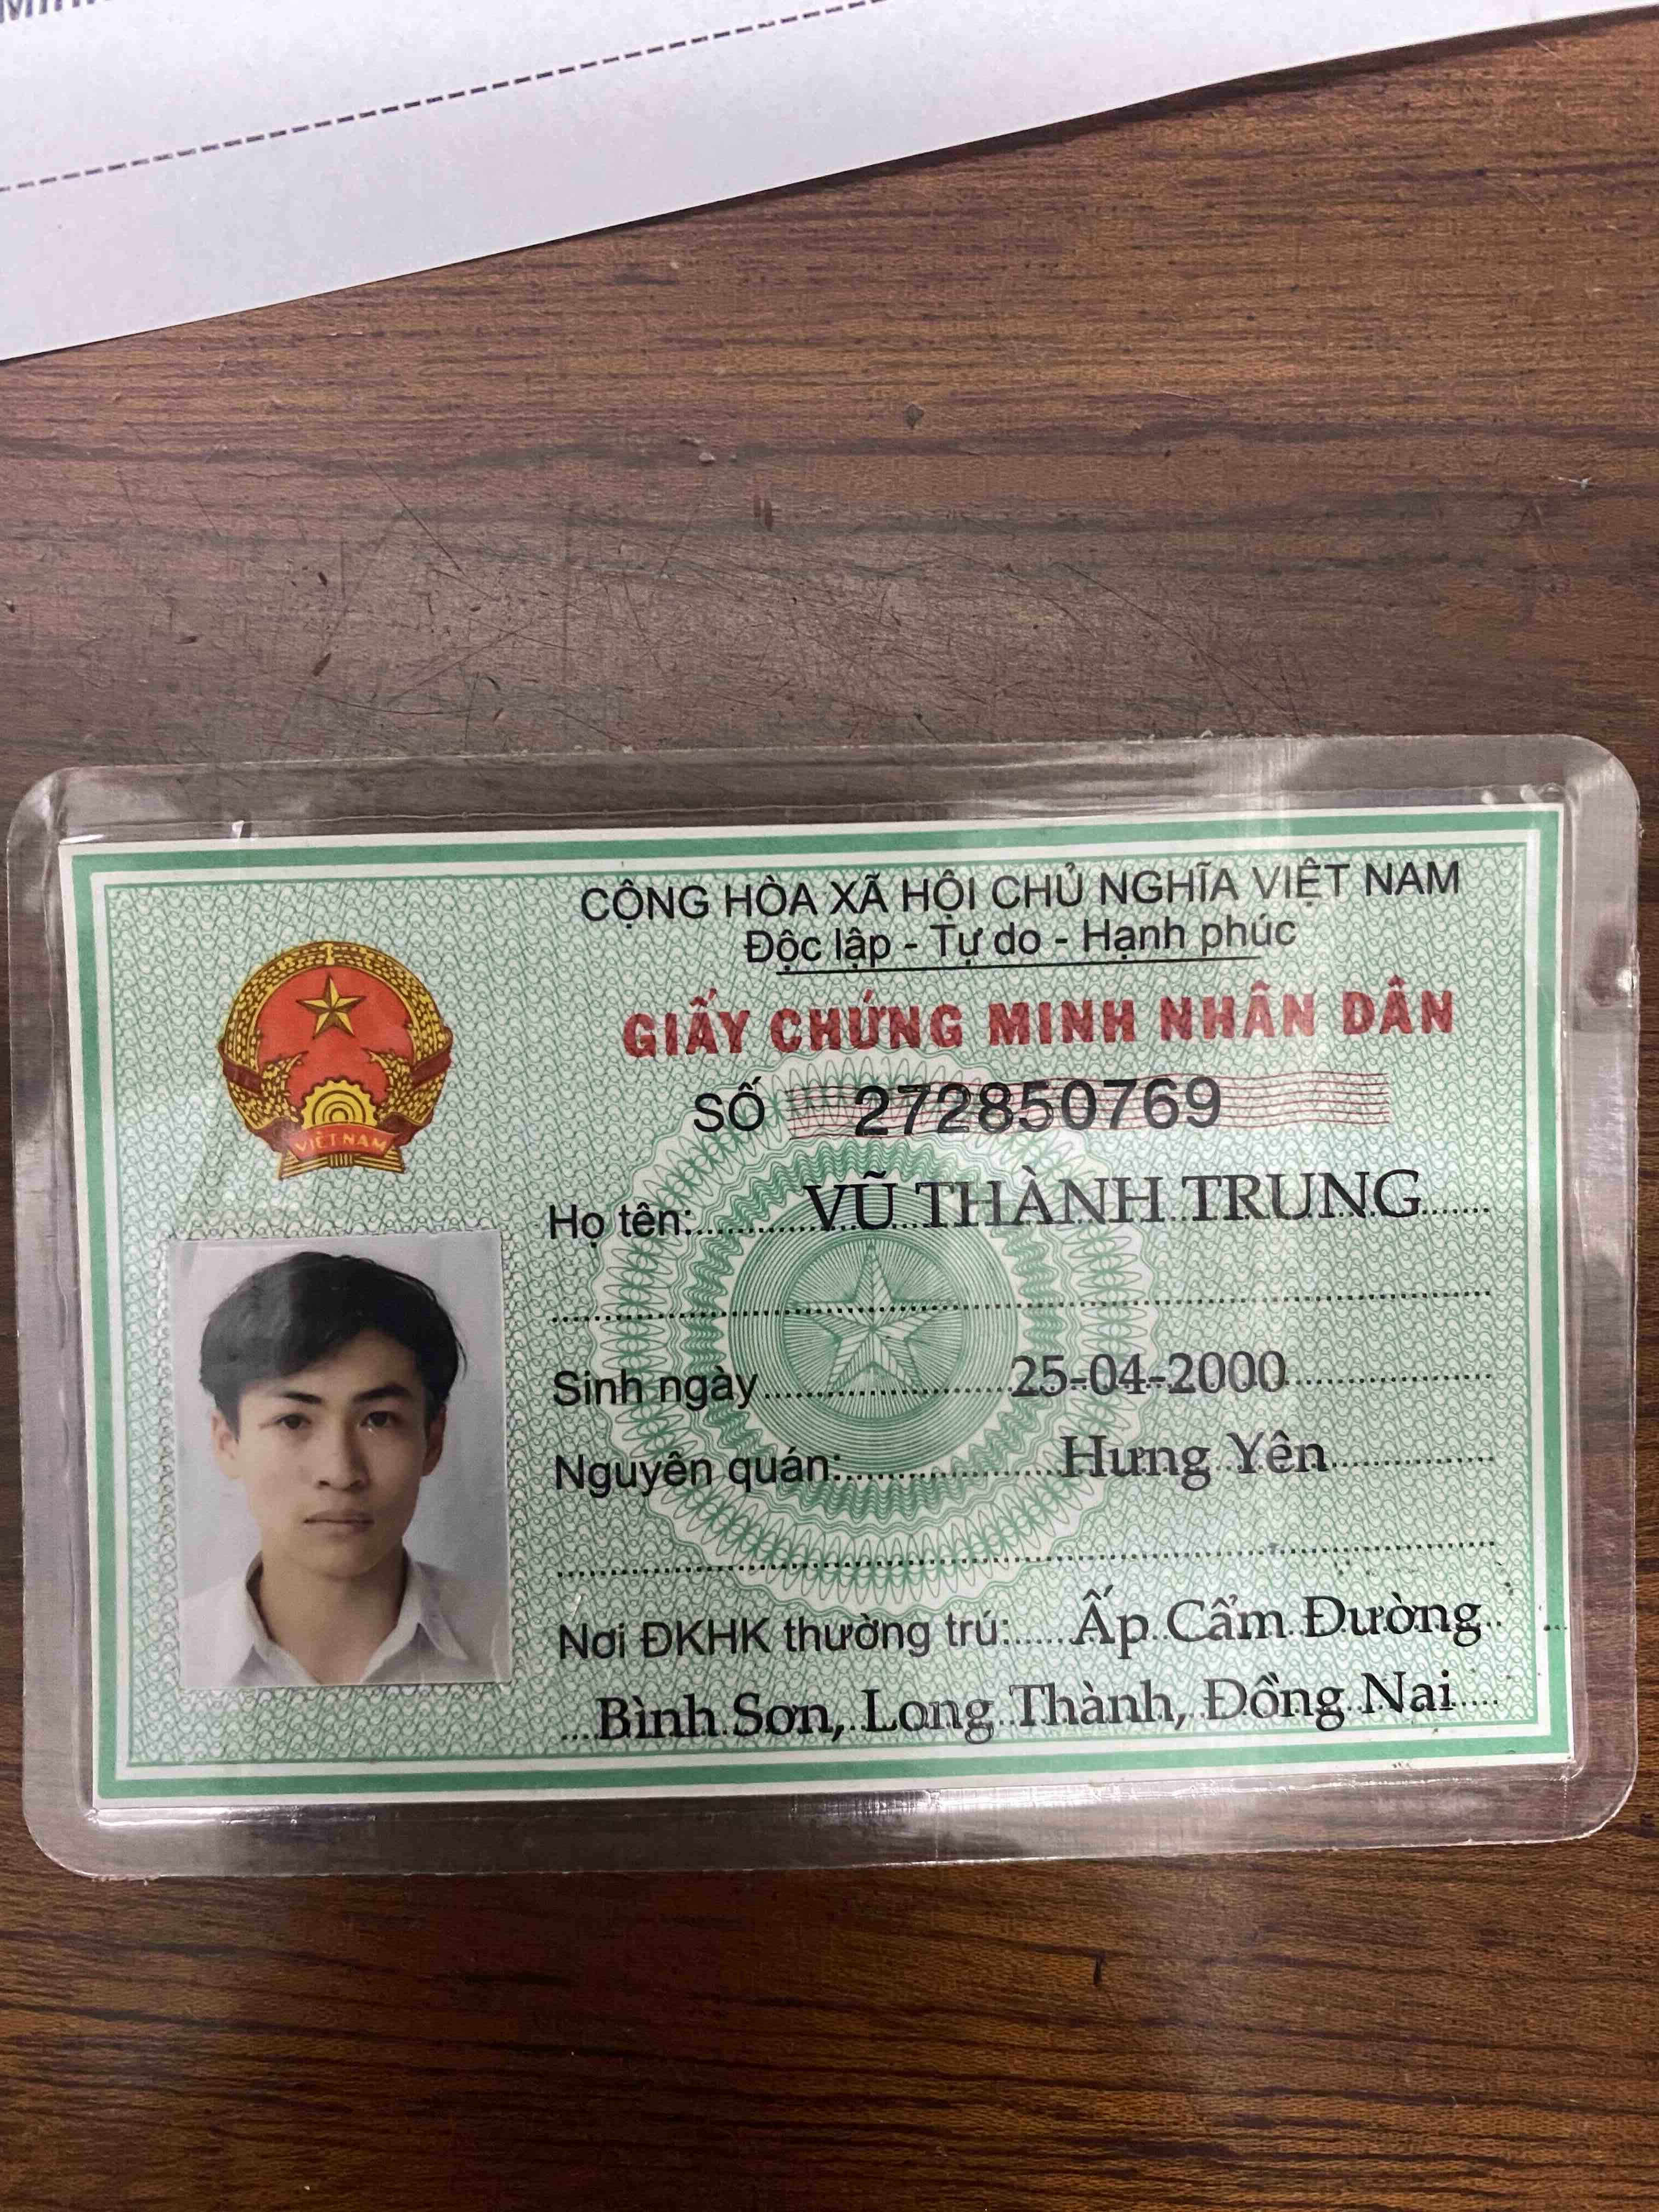 CỘNG HÒA XÃ HỘI CHỦ NGHĨA VIỆT NAM
Độc lập - Tự do - Hạnh phúc
GIẤY CHỨNG MINH NHÂN DÂN
SỐ 272850769
Họ tên: VŨ THÀNH TRUNG
Sinh ngày 25-04-2000
Nguyên quán: Hưng Yên
Nơi ĐKHK thường trú: Ấp Cẩm Đường
Bình Sơn, Long Thành, Đồng Nai
VIỆT NAM